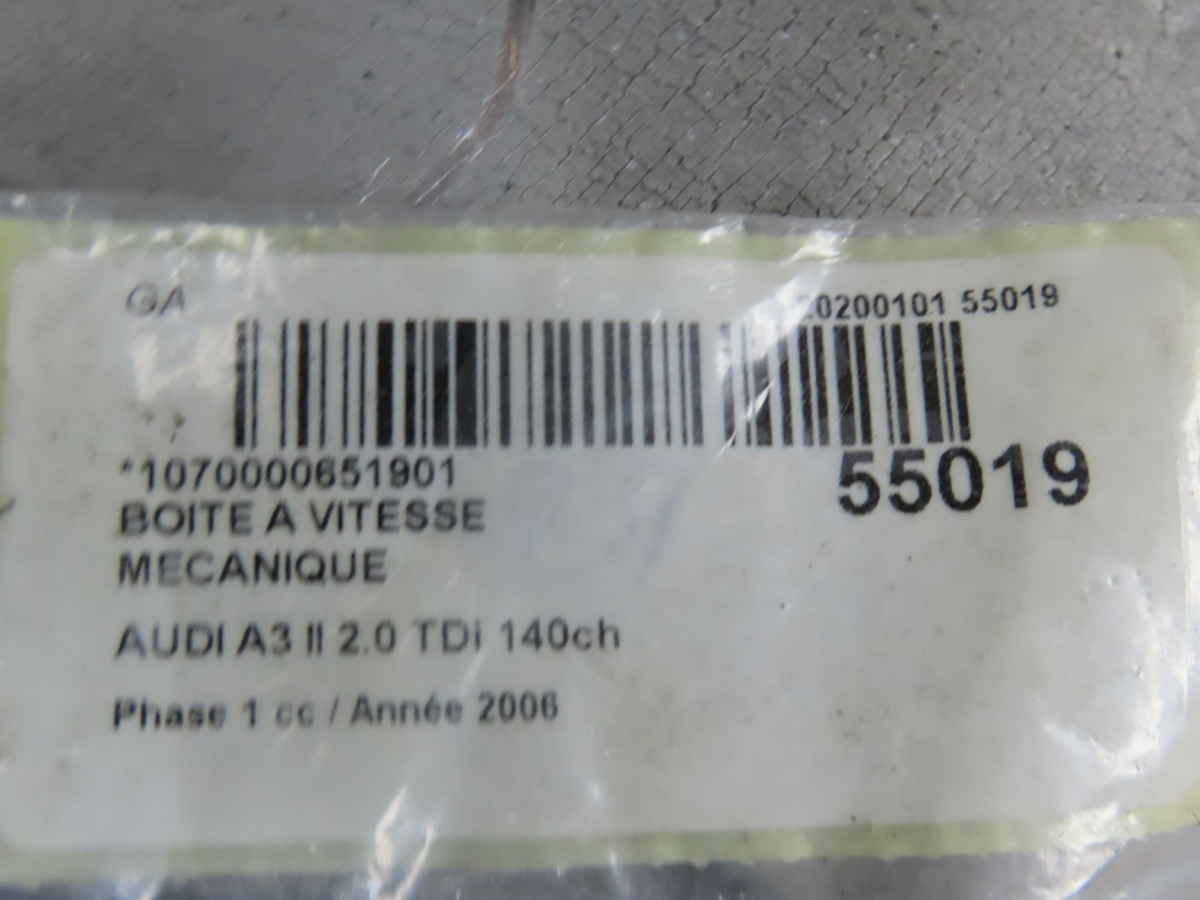 GA
20200101 55019
*1070000651901
55019
BOITE A VITESSE
MECANIQUE
AUDI A3 II 2.0 TDi 140ch
Phase 1 cc / Année 2006